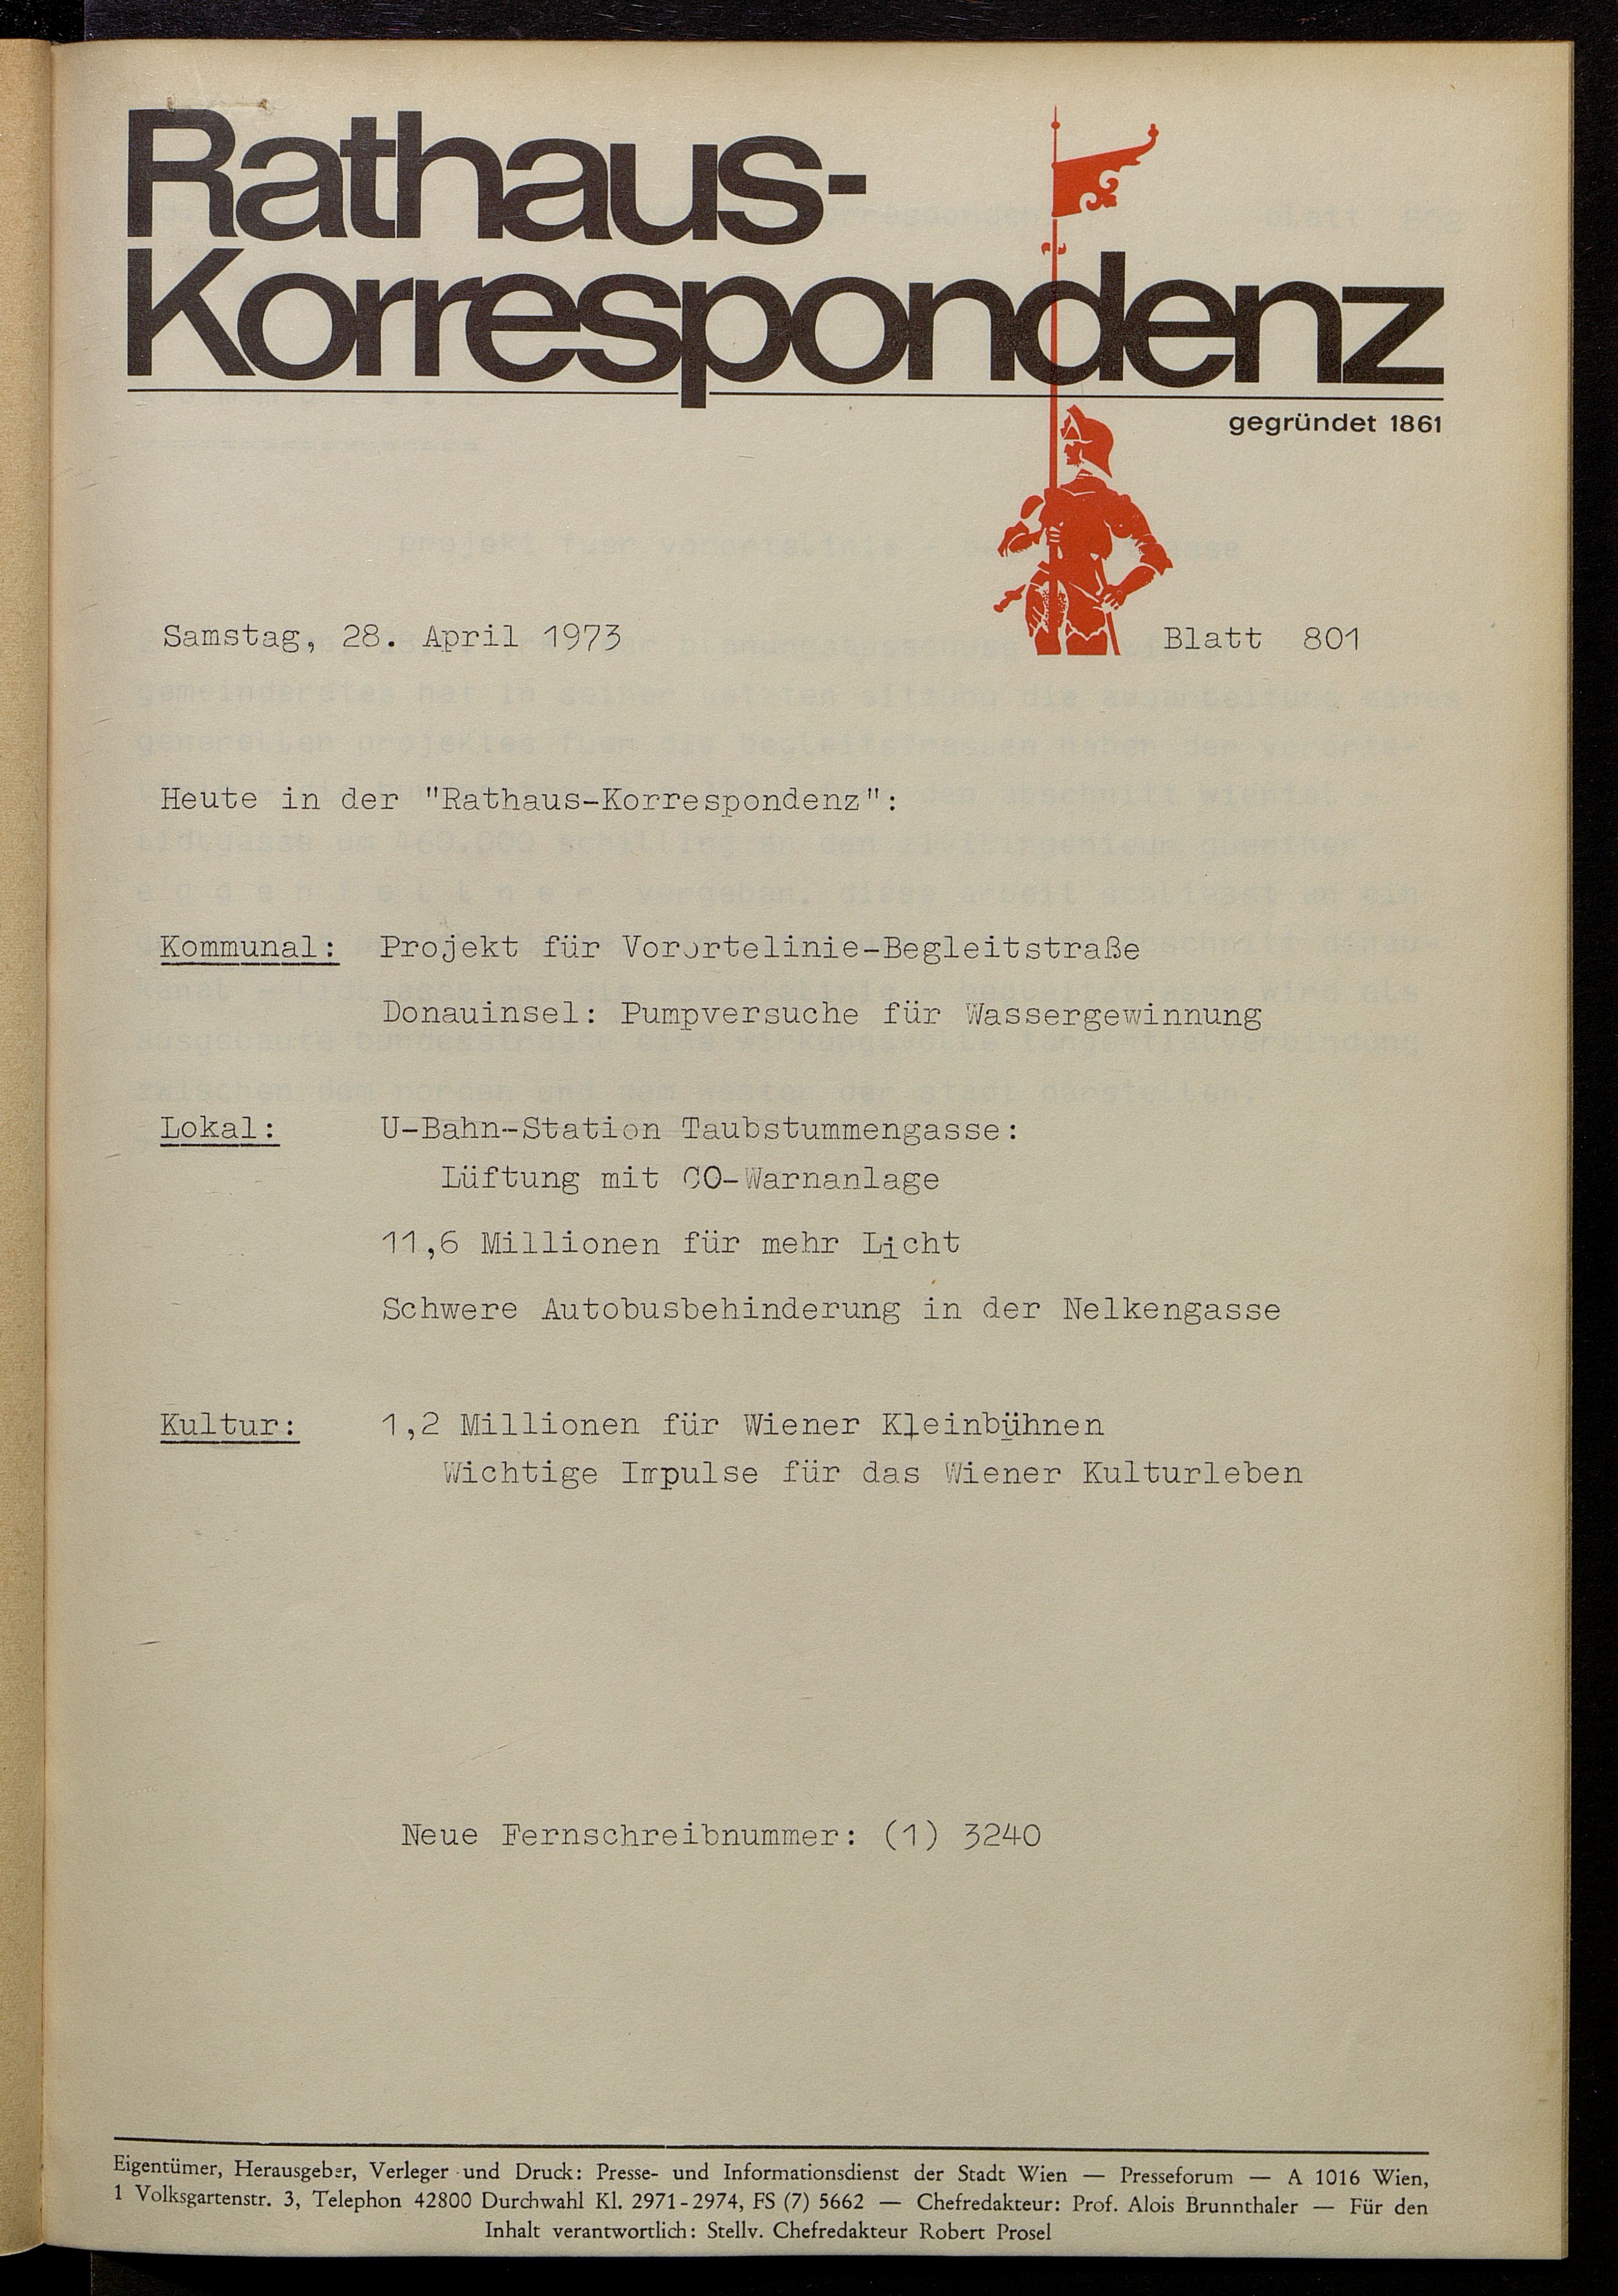 Rathaus-
Korrespondenz
gegründet 1861
Samstag, 28. April 1973 Blatt 801
Heute in der "Rathaus-Korrespondenz":
Kommunal: Projekt für Vorortelinie-Begleitstraße
Donauinsel: Pumpversuche für Wassergewinnung
Lokal: U-Bahn-Station Taubstummengasse:
Lüftung mit CO-Warnanlage
11,6 Millionen für mehr Licht
Schwere Autobusbehinderung in der Nelkengasse
Kultur: 1,2 Millionen für Wiener Kleinbühnen
Wichtige Impulse für das Wiener Kulturleben
Neue Fernschreibnummer: (1) 3240
Eigentümer, Herausgeber, Verleger und Druck: Presse- und Informationsdienst der Stadt Wien — Presseforum — A 1016 Wien,
1 Volksgartenstr. 3, Telephon 42800 Durchwahl Kl. 2971-2974, FS (7) 5662 — Chefredakteur: Prof. Alois Brunnthaler — Für den
Inhalt verantwortlich: Stellv. Chefredakteur Robert Prosel